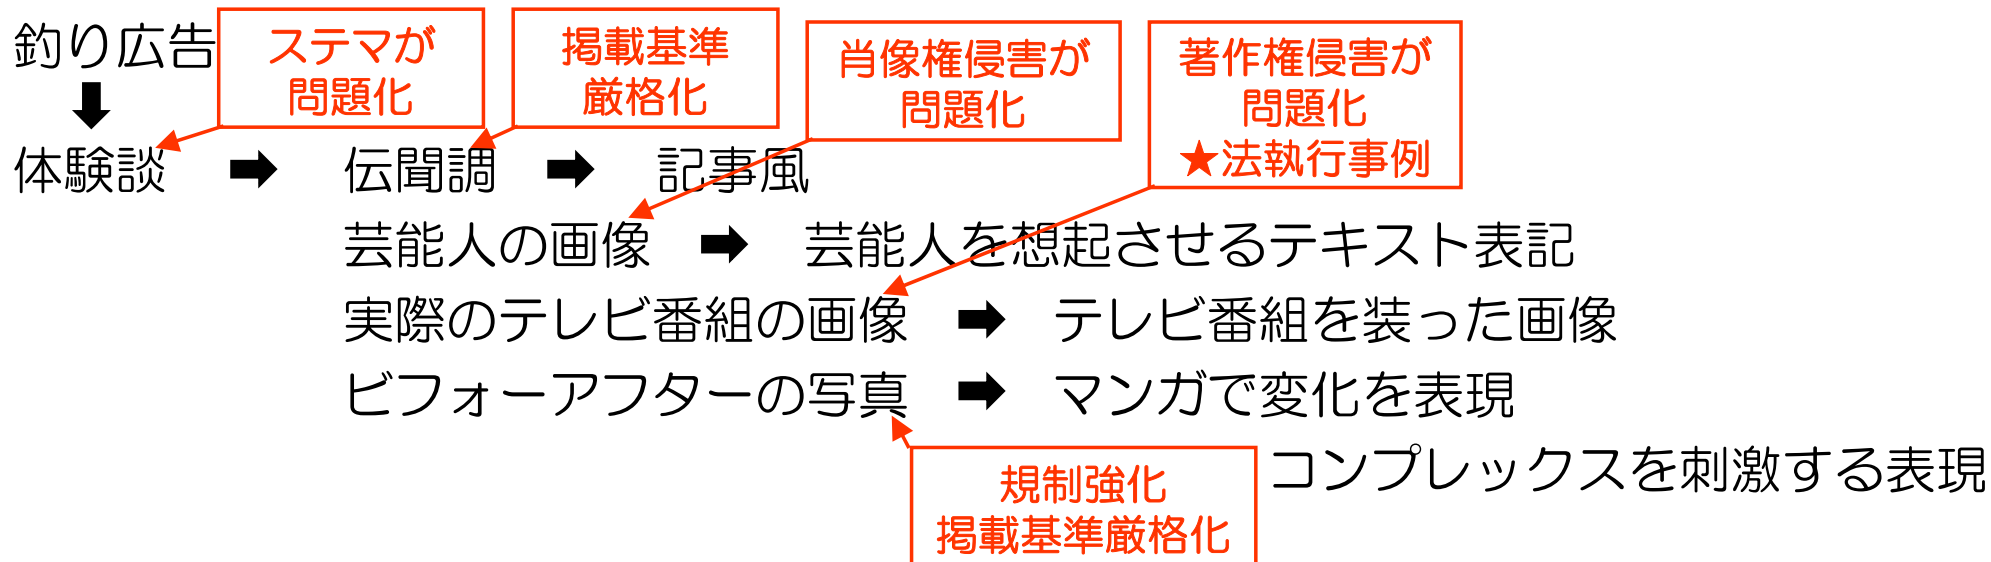 釣り広告
ステマが
問題化
掲載基準
厳格化
肖像権侵害が
問題化
著作権侵害が
問題化
★法執行事例
体験談 ➡ 伝聞調 ➡ 記事風
芸能人の画像 ➡ 芸能人を想起させるテキスト表記
実際のテレビ番組の画像 ➡ テレビ番組を装った画像
ビフォーアフターの写真 ➡ マンガで変化を表現
コンプレックスを刺激する表現
規制強化
掲載基準厳格化